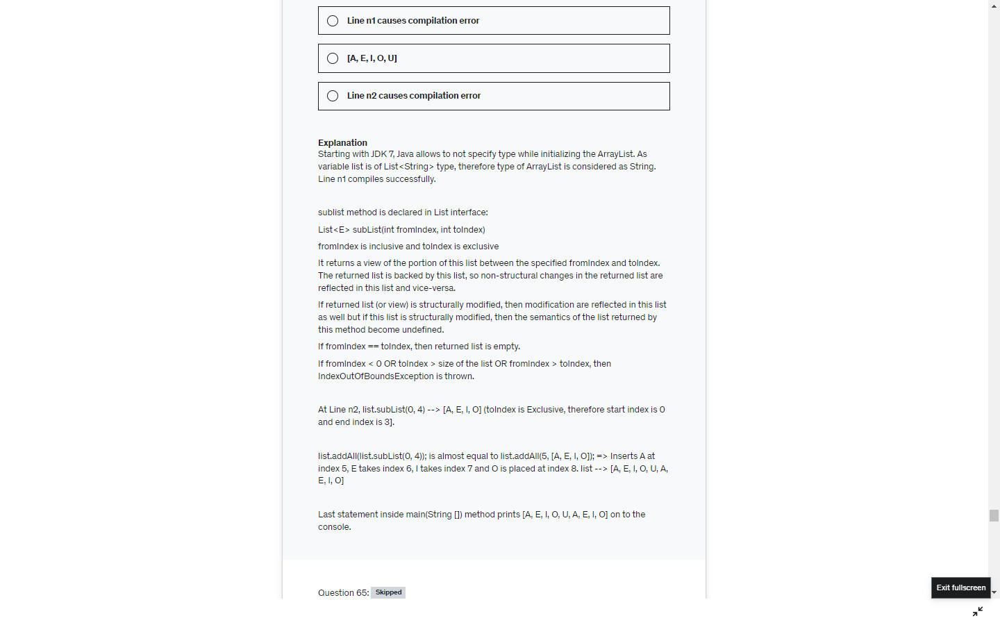 Line n1 causes compilation error
[A, E, I, O, U]
Line n2 causes compilation error
Explanation
Starting with JDK 7, Java allows to not specify type while initializing the ArrayList. As
variable list is of List<String> type, therefore type of ArrayList is considered as String.
Line n1 compiles successfully.
sublist method is declared in List interface:
List<E> subList(int fromIndex, int toIndex)
fromIndex is inclusive and toIndex is exclusive
It returns a view of the portion of this list between the specified fromIndex and toIndex.
The returned list is backed by this list, so non-structural changes in the returned list are
reflected in this list and vice-versa.
If returned list (or view) is structurally modified, then modification are reflected in this list
as well but if this list is structurally modified, then the semantics of the list returned by
this method become undefined.
If fromIndex == toIndex, then returned list is empty.
If fromIndex < 0 OR toIndex > size of the list OR fromIndex > toIndex, then
IndexOutOfBoundsException is thrown.
At Line n2, list.subList(0, 4) --> [A, E, I, O] (toIndex is Exclusive, therefore start index is 0
and end index is 3].
list.addAll(list.subList(0, 4)); is almost equal to list.addAll(5, [A, E, I, O]); => Inserts A at
index 5, E takes index 6, I takes index 7 and O is placed at index 8. list --> [A, E, I, O, U, A,
E, I, O]
Last statement inside main(String []) method prints [A, E, I, O, U, A, E, I, O] on to the
console.
Question 65: Skipped
Exit fullscreen